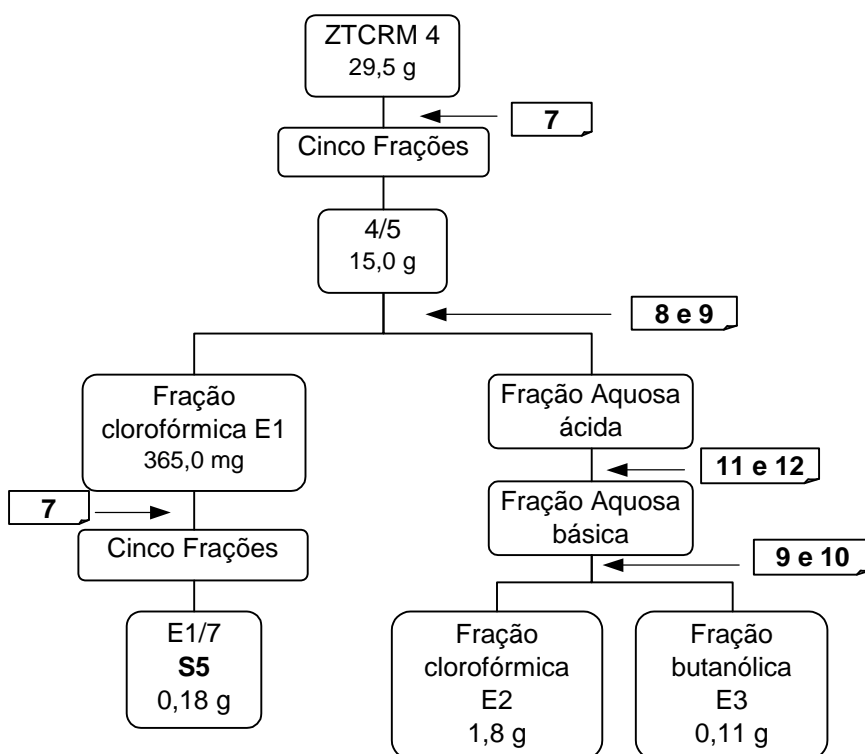 ZTCRM 4
29,5 g
7
Cinco Frações
4/5
15,0 g
8 e 9
Fração
clorofórmica E1
365,0 mg
Fração Aquosa
ácida
11 e 12
7
Fração Aquosa
básica
Cinco Frações
9 e 10
E1/7
S5
0,18 g
Fração
clorofórmica
E2
1,8 g
Fração
butanólica
E3
0,11 g